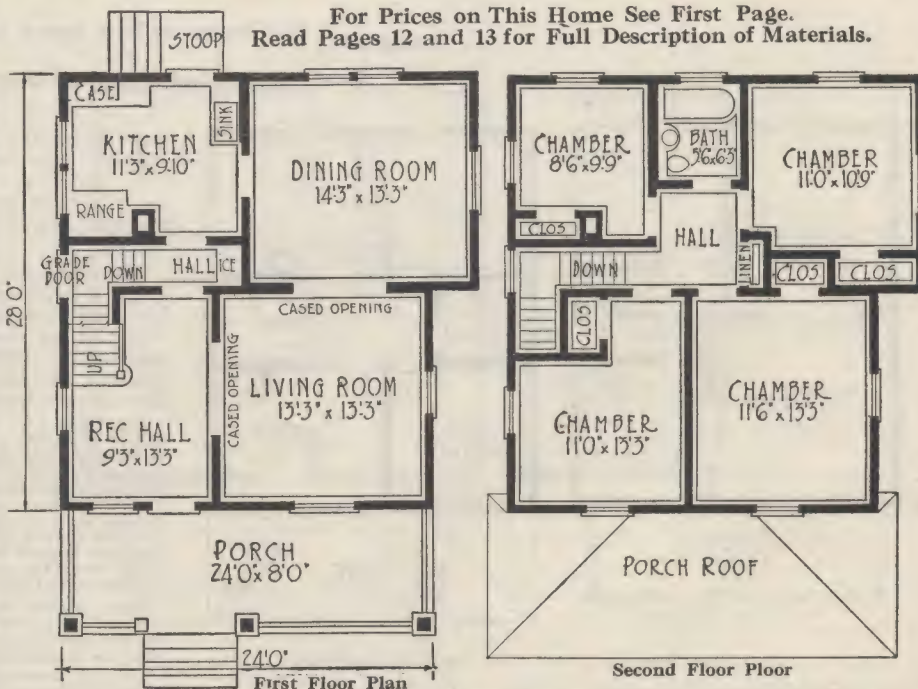 For Prices on This Home See First Page.
Read Pages 12 and 13 for Full Description of Materials.
STOOP
CASE
SINK
KITCHEN
11'3" x 9'10"
RANGE
DINING ROOM
14'3" x 13'3"
GRADE
DOOR
DOWN
HALL
ICE
UP
CASED OPENING
CASED OPENING
LIVING ROOM
13'3" x 13'3"
REC HALL
9'3" x 13'3"
28'0"
PORCH
24'0" x 8'0"
24'0"
First Floor Plan
CHAMBER
8'6" x 9'9"
BATH
5'6 x 6'3
CHAMBER
11'0" x 10'9"
CLOS
HALL
DOWN
LINEN
CLOS
CLOS
CLOS
CHAMBER
11'0" x 13'3"
CHAMBER
11'6" x 13'3"
PORCH ROOF
Second Floor Ploor